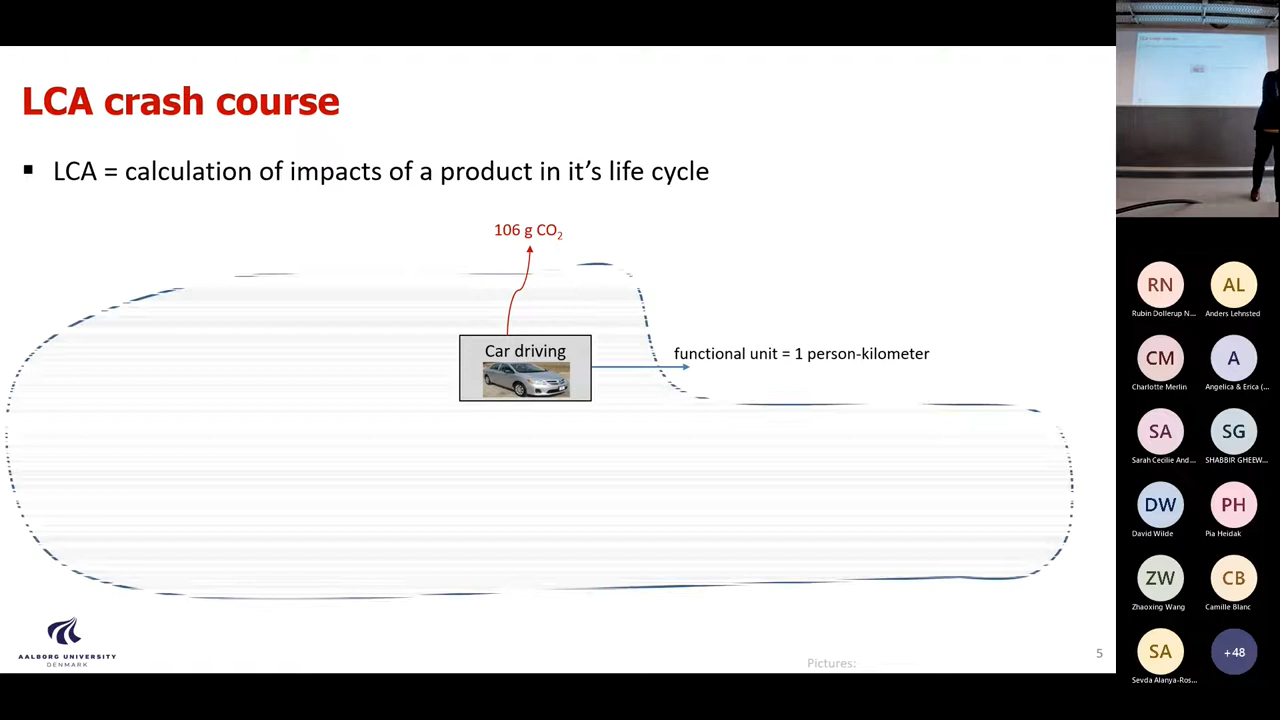 LCA crash course
▪ LCA = calculation of impacts of a product in it's life cycle
106 g CO₂
Car driving
functional unit = 1 person-kilometer
AALBORG UNIVERSITY
DENMARK
Pictures:
5
RN
AL
Rubin Dollerup N...
Anders Lehnsted
CM
A
Charlotte Merlin
Angelica & Erica (...
SA
SG
Sarah Cecilie And...
SHABBIR GHEEW...
DW
PH
David Wilde
Pia Heidak
ZW
CB
Zhaoxing Wang
Camille Blanc
SA
+48
Sevda Alanya-Ros...